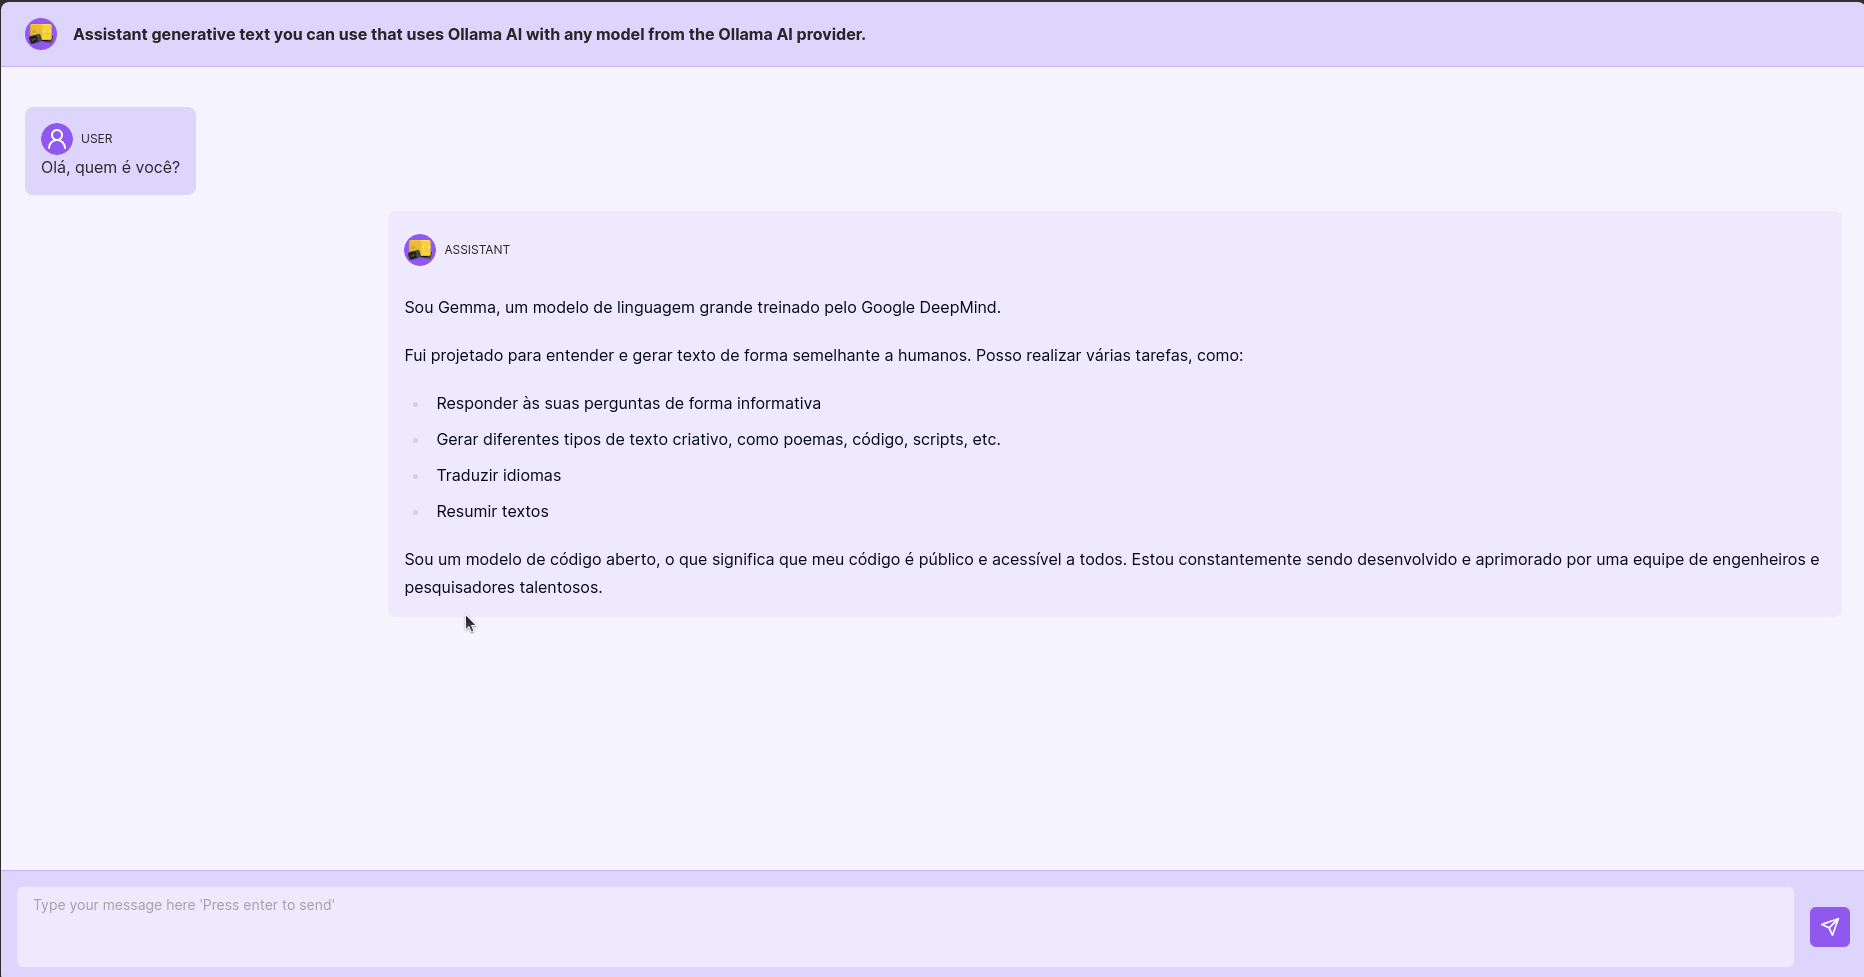 Assistant generative text you can use that uses Ollama AI with any model from the Ollama AI provider.
USER
Olá, quem é você?
ASSISTANT
Sou Gemma, um modelo de linguagem grande treinado pelo Google DeepMind.
Fui projetado para entender e gerar texto de forma semelhante a humanos. Posso realizar várias tarefas, como:
Responder às suas perguntas de forma informativa
Gerar diferentes tipos de texto criativo, como poemas, código, scripts, etc.
Traduzir idiomas
Resumir textos
Sou um modelo de código aberto, o que significa que meu código é público e acessível a todos. Estou constantemente sendo desenvolvido e aprimorado por uma equipe de engenheiros e
pesquisadores talentosos.
Type your message here 'Press enter to send'